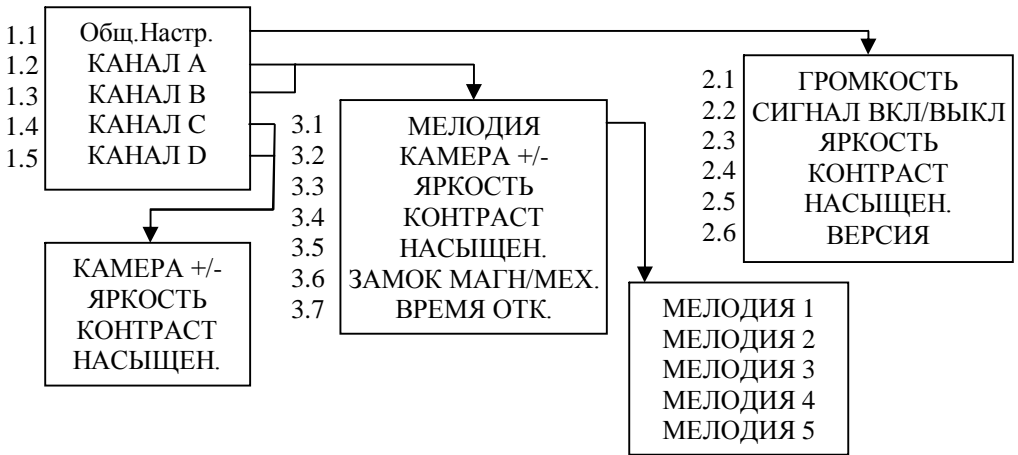 1.1 Общ.Настр.
1.2 КАНАЛ А
1.3 КАНАЛ В
1.4 КАНАЛ С
1.5 КАНАЛ D
2.1 ГРОМКОСТЬ
2.2 СИГНАЛ ВКЛ/ВЫКЛ
2.3 ЯРКОСТЬ
2.4 КОНТРАСТ
2.5 НАСЫЩЕН.
2.6 ВЕРСИЯ
3.1 МЕЛОДИЯ
3.2 КАМЕРА +/-
3.3 ЯРКОСТЬ
3.4 КОНТРАСТ
3.5 НАСЫЩЕН.
3.6 ЗАМОК МАГН/МЕХ.
3.7 ВРЕМЯ ОТК.
КАМЕРА +/-
ЯРКОСТЬ
КОНТРАСТ
НАСЫЩЕН.
МЕЛОДИЯ 1
МЕЛОДИЯ 2
МЕЛОДИЯ 3
МЕЛОДИЯ 4
МЕЛОДИЯ 5